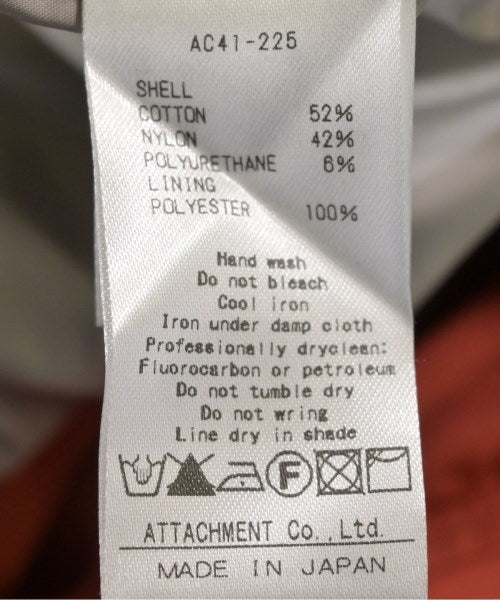 AC41-225
SHELL
COTTON 52%
NYLON 42%
POLYURETHANE 6%
LINING
POLYESTER 100%
Hand wash
Do not bleach
Cool iron
Iron under damp cloth
Professionally dryclean:
Fluorocarbon or petroleum
Do not tumble dry
Do not wring
Line dry in shade
F
ATTACHMENT Co.,Ltd.
MADE IN JAPAN